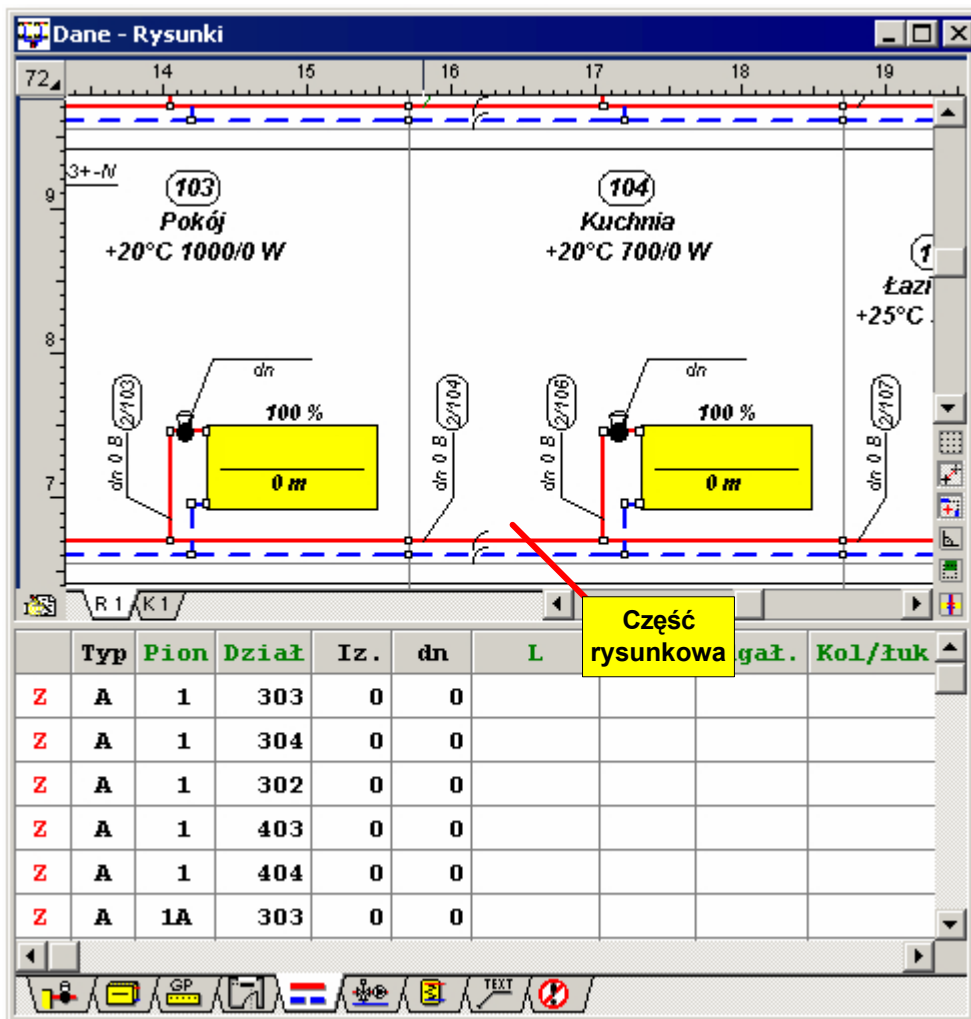 Dane - Rysunki
72
14 15 16 17 18 19
3+ -N
9
103
Pokój
+20°C 1000/0 W
104
Kuchnia
+20°C 700/0 W
Łazi
+25°C
8
dn
dn
2/103
2/104
2/106
2/107
100 %
100 %
dn 0 B
dn 0 B
dn 0 B
dn 0 B
7
0 m
0 m
R 1 K 1
Część
rysunkowa
Typ Pion Dział Iz. dn L gał. Kol/łuk
Z A 1 303 0 0
Z A 1 304 0 0
Z A 1 302 0 0
Z A 1 403 0 0
Z A 1 404 0 0
Z A 1A 303 0 0
GP TEXT